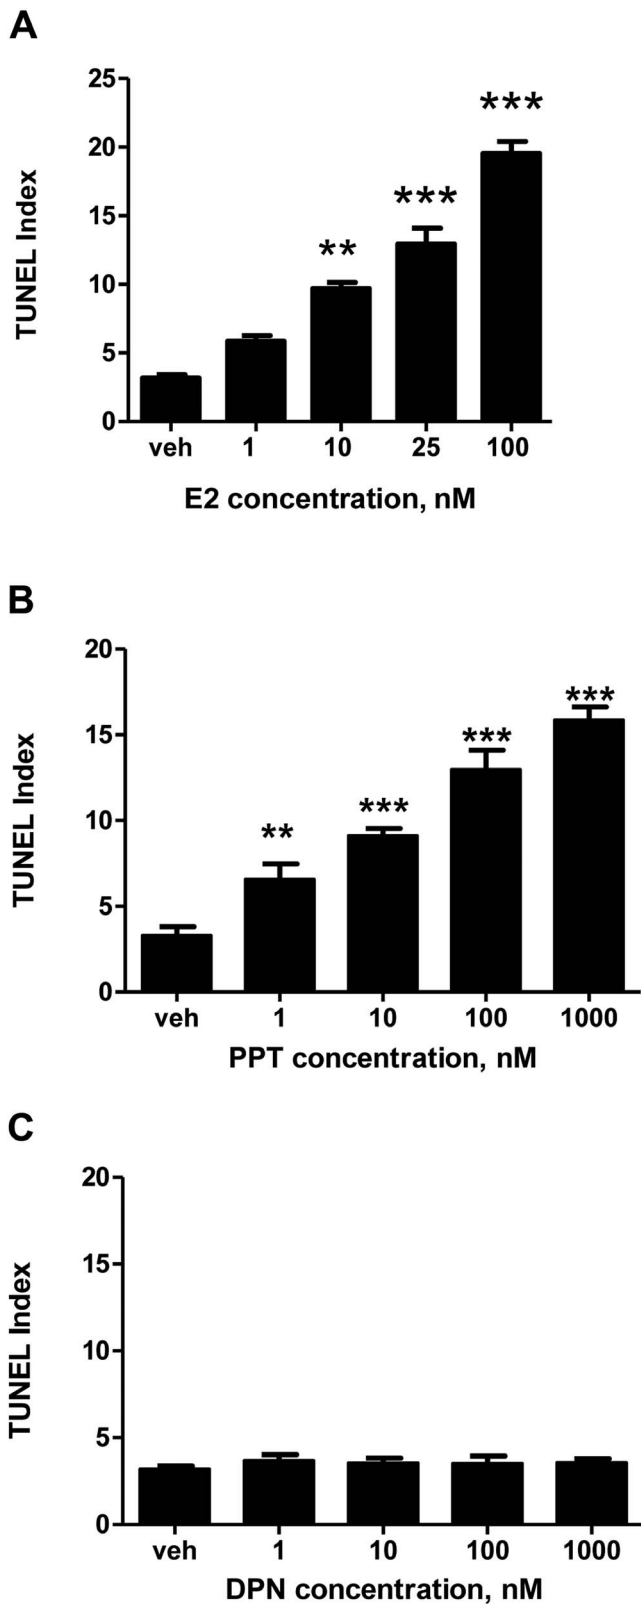 A
25
20
15
10
5
0
TUNEL Index
**
***
***
veh 1 10 25 100
E2 concentration, nM
B
20
15
10
5
0
TUNEL Index
**
***
***
***
veh 1 10 100 1000
PPT concentration, nM
C
20
15
10
5
0
TUNEL Index
veh 1 10 100 1000
DPN concentration, nM